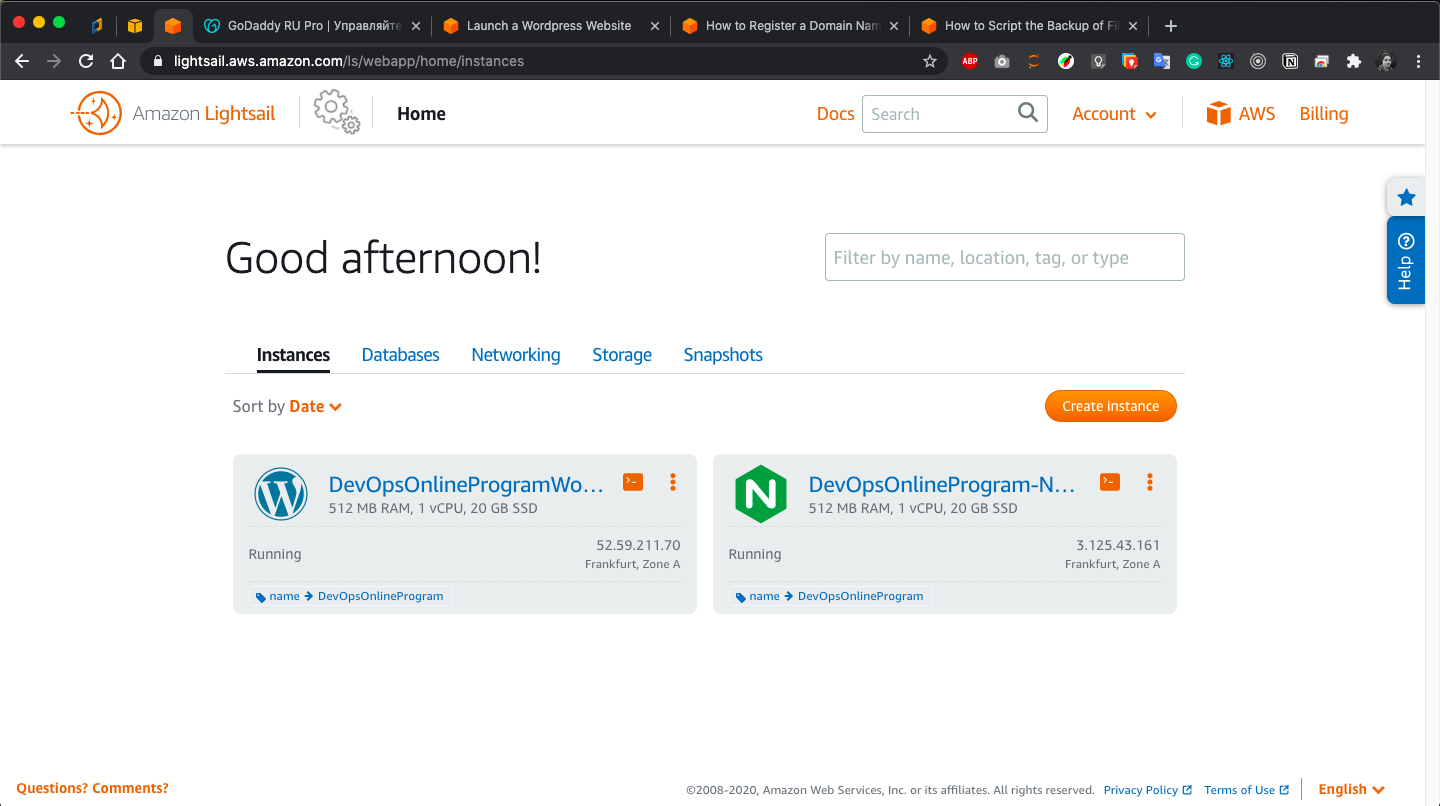 GoDaddy RU Pro | Управляйте
Launch a Wordpress Website
How to Register a Domain Nam
How to Script the Backup of Fil
lightsail.aws.amazon.com/ls/webapp/home/instances
ABP
Amazon Lightsail
Home
Docs
Search
Account
AWS
Billing
Help
Good afternoon!
Filter by name, location, tag, or type
Instances
Databases
Networking
Storage
Snapshots
Sort by Date
Create instance
DevOpsOnlineProgramWo...
512 MB RAM, 1 vCPU, 20 GB SSD
Running
52.59.211.70
Frankfurt, Zone A
name → DevOpsOnlineProgram
DevOpsOnlineProgram-N...
512 MB RAM, 1 vCPU, 20 GB SSD
Running
3.125.43.161
Frankfurt, Zone A
name → DevOpsOnlineProgram
Questions? Comments?
©2008-2020, Amazon Web Services, Inc. or its affiliates. All rights reserved.
Privacy Policy
Terms of Use
English